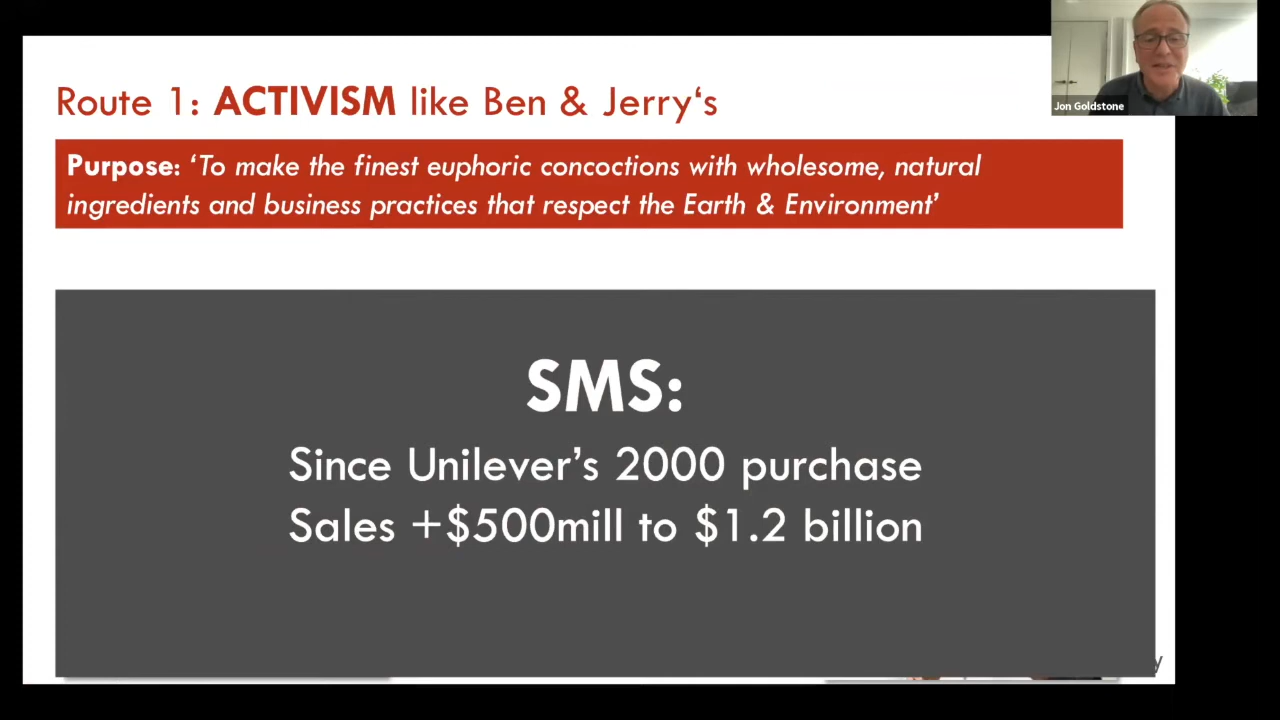 Route 1: ACTIVISM like Ben & Jerry‘s
Jon Goldstone
Purpose: ‘To make the finest euphoric concoctions with wholesome, natural
ingredients and business practices that respect the Earth & Environment’
SMS:
Since Unilever’s 2000 purchase
Sales +$500mill to $1.2 billion